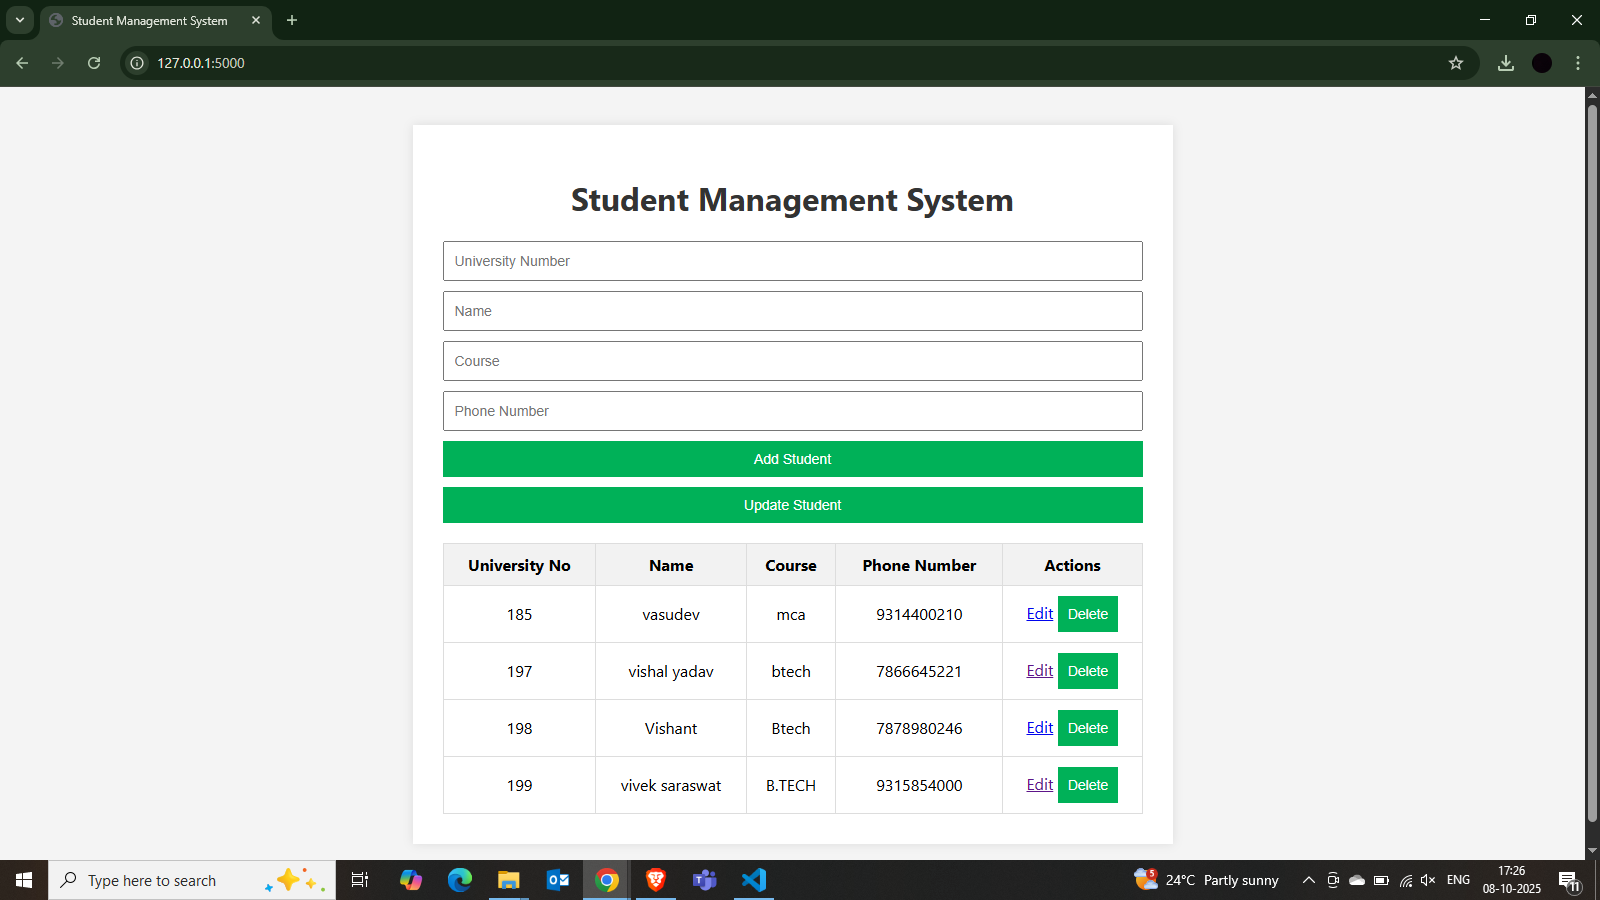 Student Management System
127.0.0.1:5000
Student Management System
University Number
Name
Course
Phone Number
Add Student
Update Student
University No Name Course Phone Number Actions
185 vasudev mca 9314400210 Edit Delete
197 vishal yadav btech 7866645221 Edit Delete
198 Vishant Btech 7878980246 Edit Delete
199 vivek saraswat B.TECH 9315854000 Edit Delete
Type here to search
5
24°C Partly sunny
ENG
17:26
08-10-2025
11